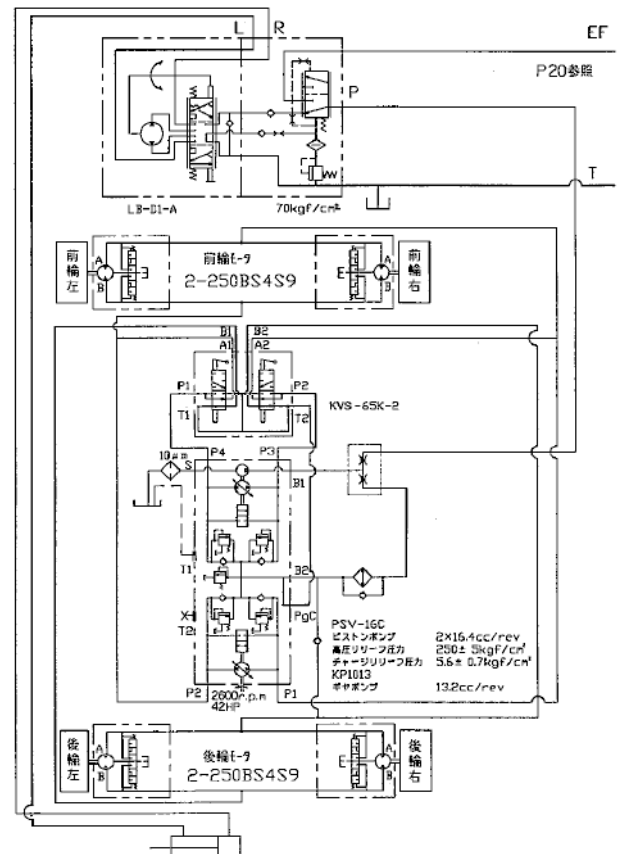 L R
EF
P20参照
P
T
LB-01-A
70kgf/cm²
前輪左
A
B
前輪モータ
2-250BS4S9
A
B
前輪右
B1 B2
A1 A2
P1 P2
KVS-65K-2
T1 T2
P4 P3
10μm
S
B1
T1
B2
X
PgC
T2
PSV-16C
ピストンポンプ 2×16.4cc/rev
高圧リリーフ圧力 250± 5kgf/cm²
チャージリリーフ圧力 5.6± 0.7kgf/cm²
KP1013
ギヤポンプ 13.2cc/rev
P2 P1
2600r.p.m
42HP
後輪左
A
B
後輪モータ
2-250BS4S9
A
B
後輪右